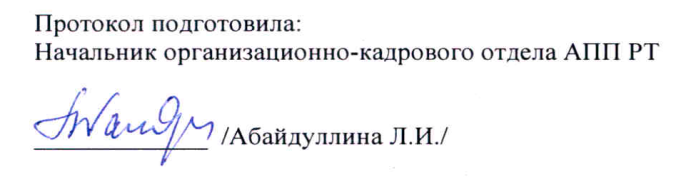 Протокол подготовила:
Начальник организационно-кадрового отдела АПП РТ
/Абайдуллина Л.И./